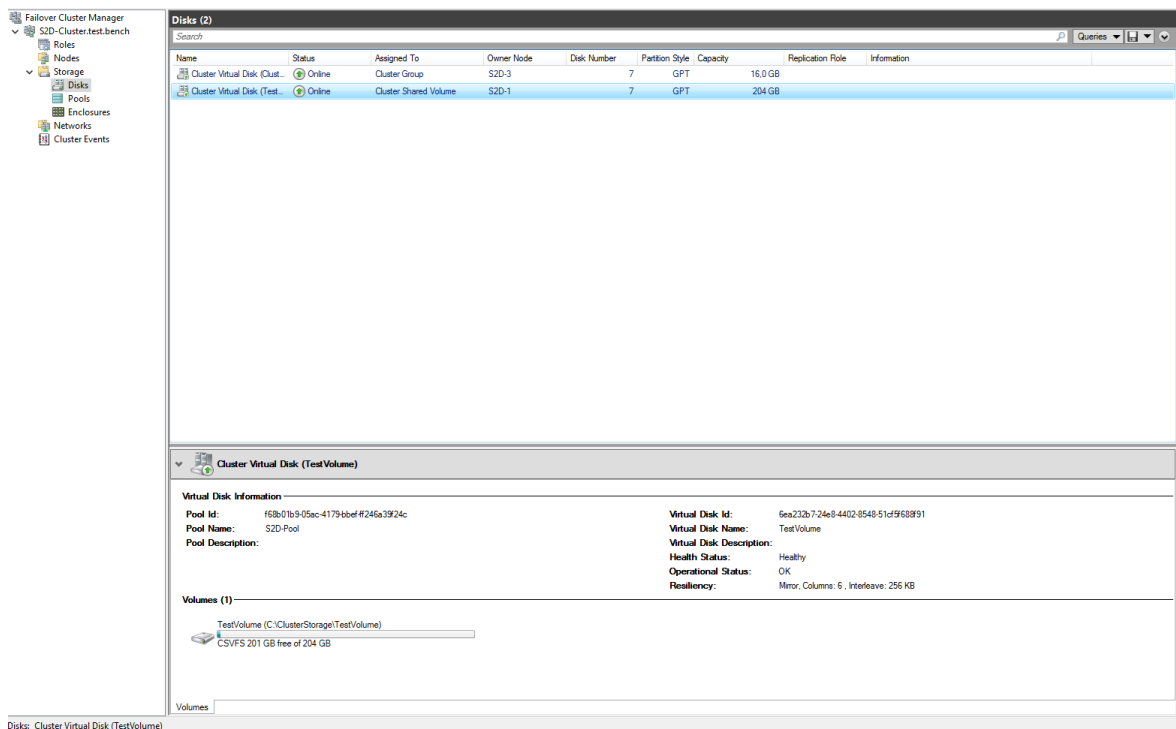 Failover Cluster Manager
S2D-Cluster.test.bench
Roles
Nodes
Storage
Disks
Pools
Enclosures
Networks
Cluster Events
Disks (2)
Search
Queries
Name Status Assigned To Owner Node Disk Number Partition Style Capacity Replication Role Information
Cluster Virtual Disk (Clust... Online Cluster Group S2D-3 7 GPT 16,0 GB
Cluster Virtual Disk (Test... Online Cluster Shared Volume S2D-1 7 GPT 204 GB
Cluster Virtual Disk (TestVolume)
Virtual Disk Information
Pool Id: f68b01b9-05ac-4179-bbef-ff246a39f24c
Pool Name: S2D-Pool
Pool Description:
Virtual Disk Id: 6ea232b7-24e8-4402-8548-51cf5f688f91
Virtual Disk Name: TestVolume
Virtual Disk Description:
Health Status: Healthy
Operational Status: OK
Resiliency: Mirror, Columns: 6 , Interleave: 256 KB
Volumes (1)
TestVolume (C:\ClusterStorage\TestVolume)
CSVFS 201 GB free of 204 GB
Volumes
Disks: Cluster Virtual Disk (TestVolume)